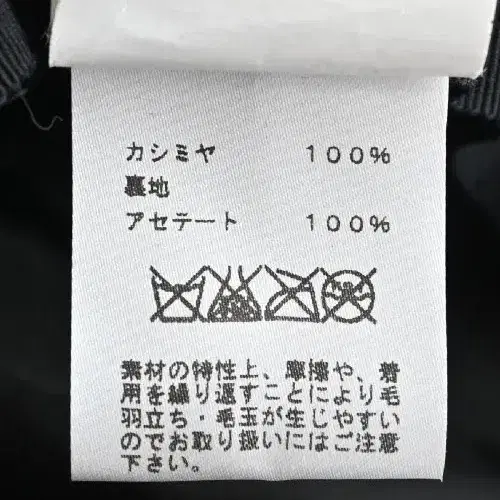 カシミヤ 100%
裏地
アセテート 100%
素材の特性上、摩擦や、着
用を繰り返すことにより毛
羽立ち・毛玉が生じやすい
のでお取り扱いにはご注意
下さい。